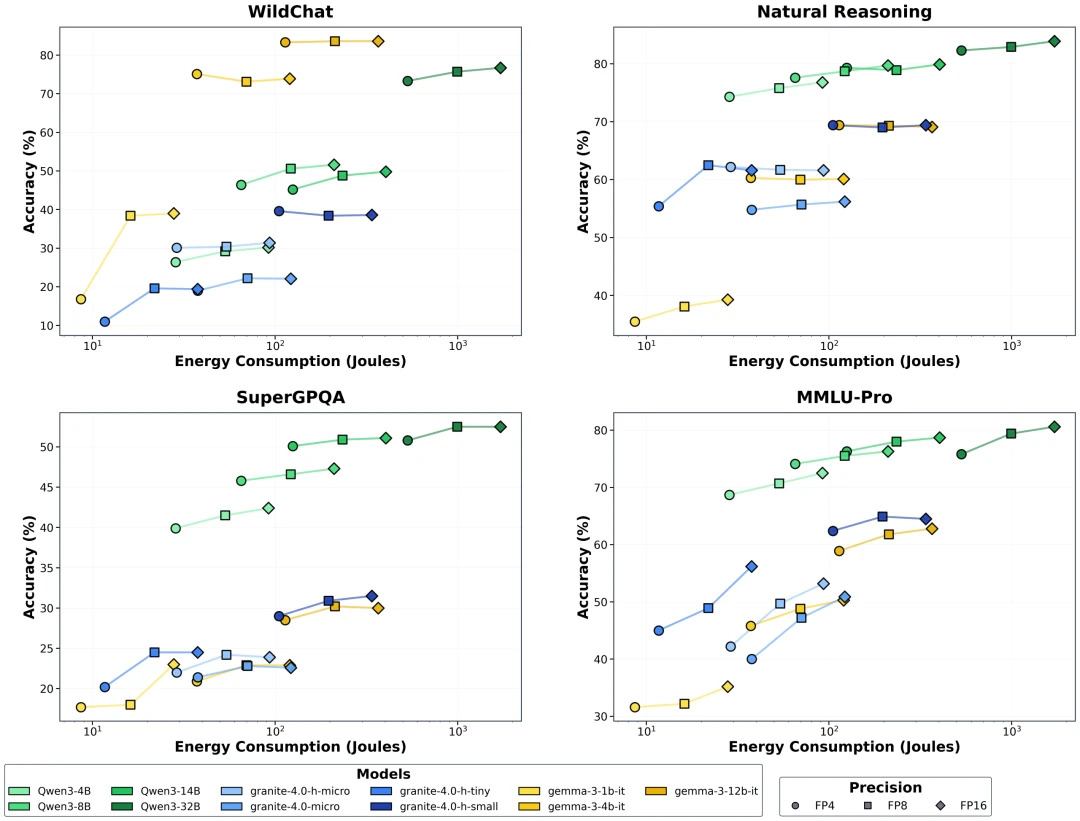 WildChat
Natural Reasoning
Accuracy (%)
80
70
60
50
40
30
20
10
10¹
10²
10³
Energy Consumption (Joules)
Accuracy (%)
80
70
60
50
40
10¹
10²
10³
Energy Consumption (Joules)
SuperGPQA
MMLU-Pro
Accuracy (%)
50
45
40
35
30
25
20
10¹
10²
10³
Energy Consumption (Joules)
Accuracy (%)
80
70
60
50
40
30
10¹
10²
10³
Energy Consumption (Joules)
Models
Qwen3-4B Qwen3-14B granite-4.0-h-micro granite-4.0-h-tiny gemma-3-1b-it gemma-3-12b-it
Qwen3-8B Qwen3-32B granite-4.0-micro granite-4.0-h-small gemma-3-4b-it
Precision
FP4 FP8 FP16